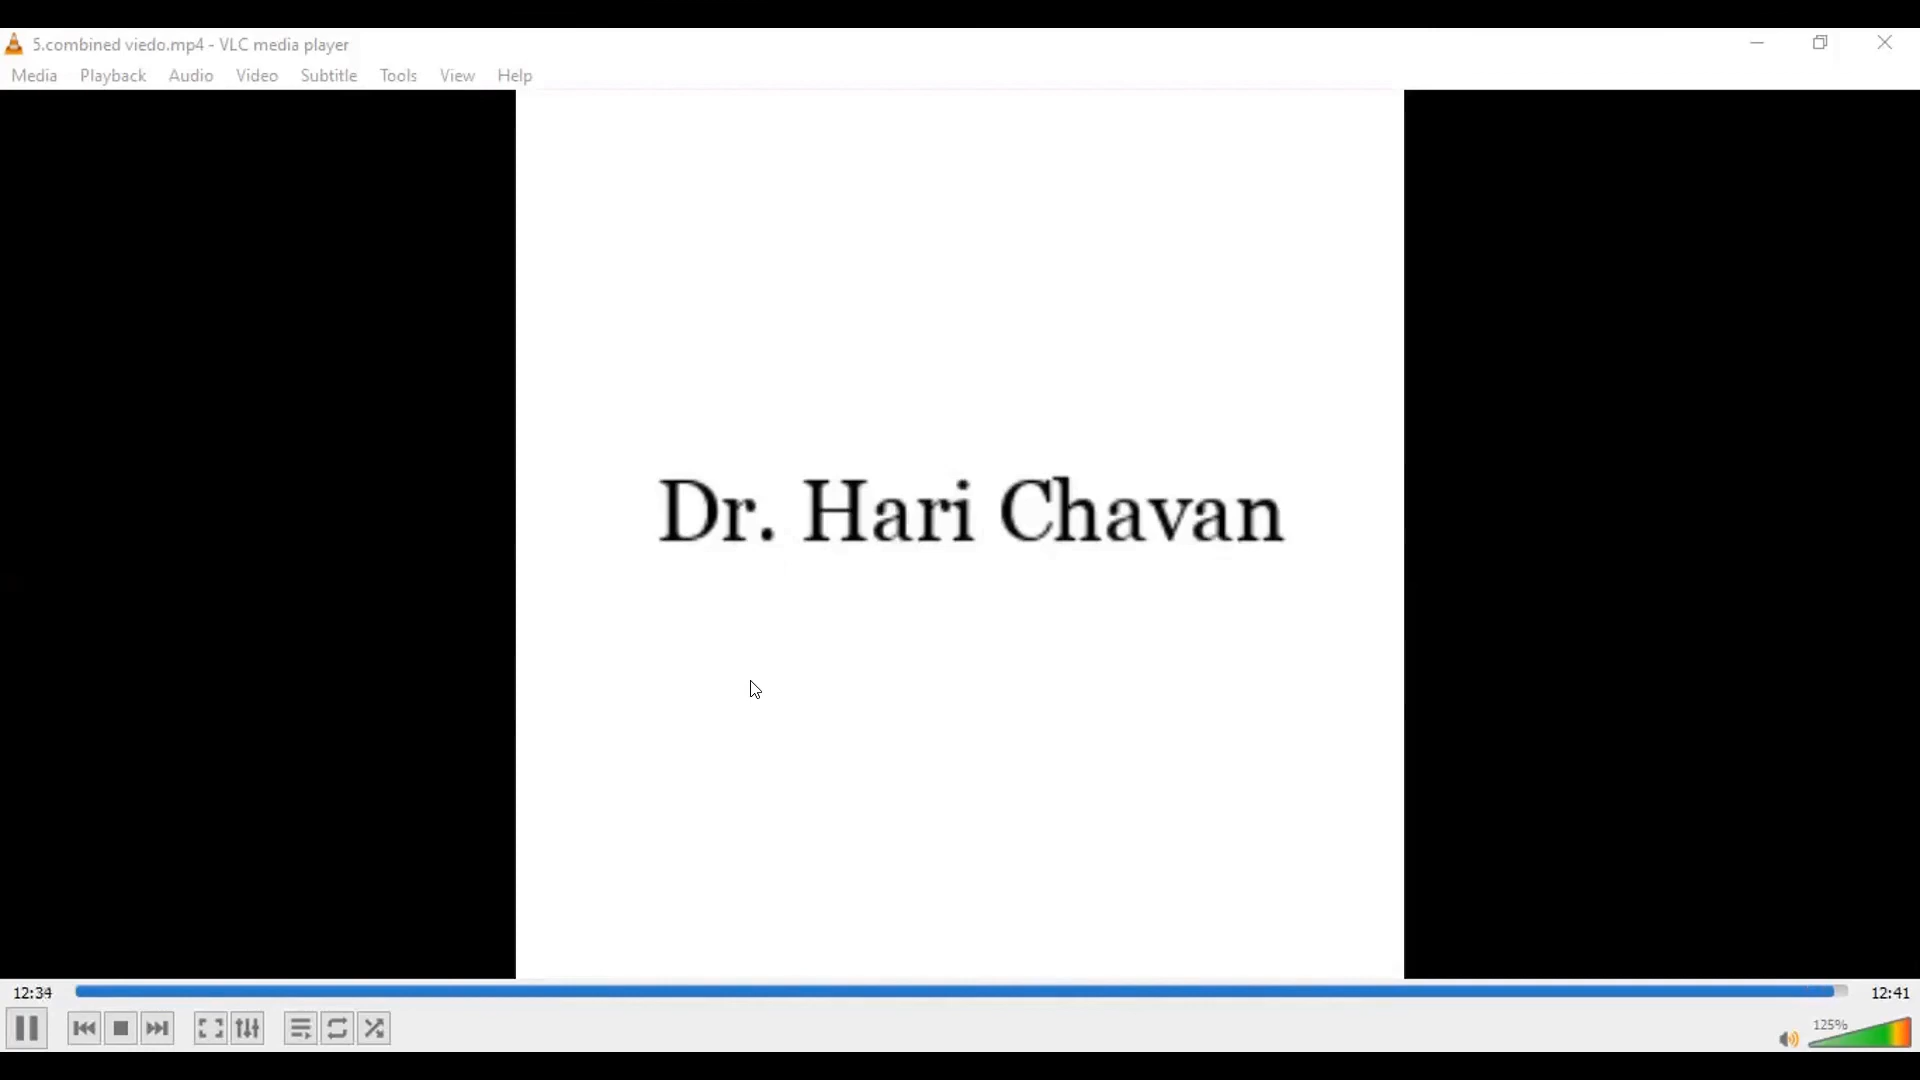 5.combined viedo.mp4 - VLC media player
Media Playback Audio Video Subtitle Tools View Help
Dr. Hari Chavan
12:34
12:41
125%